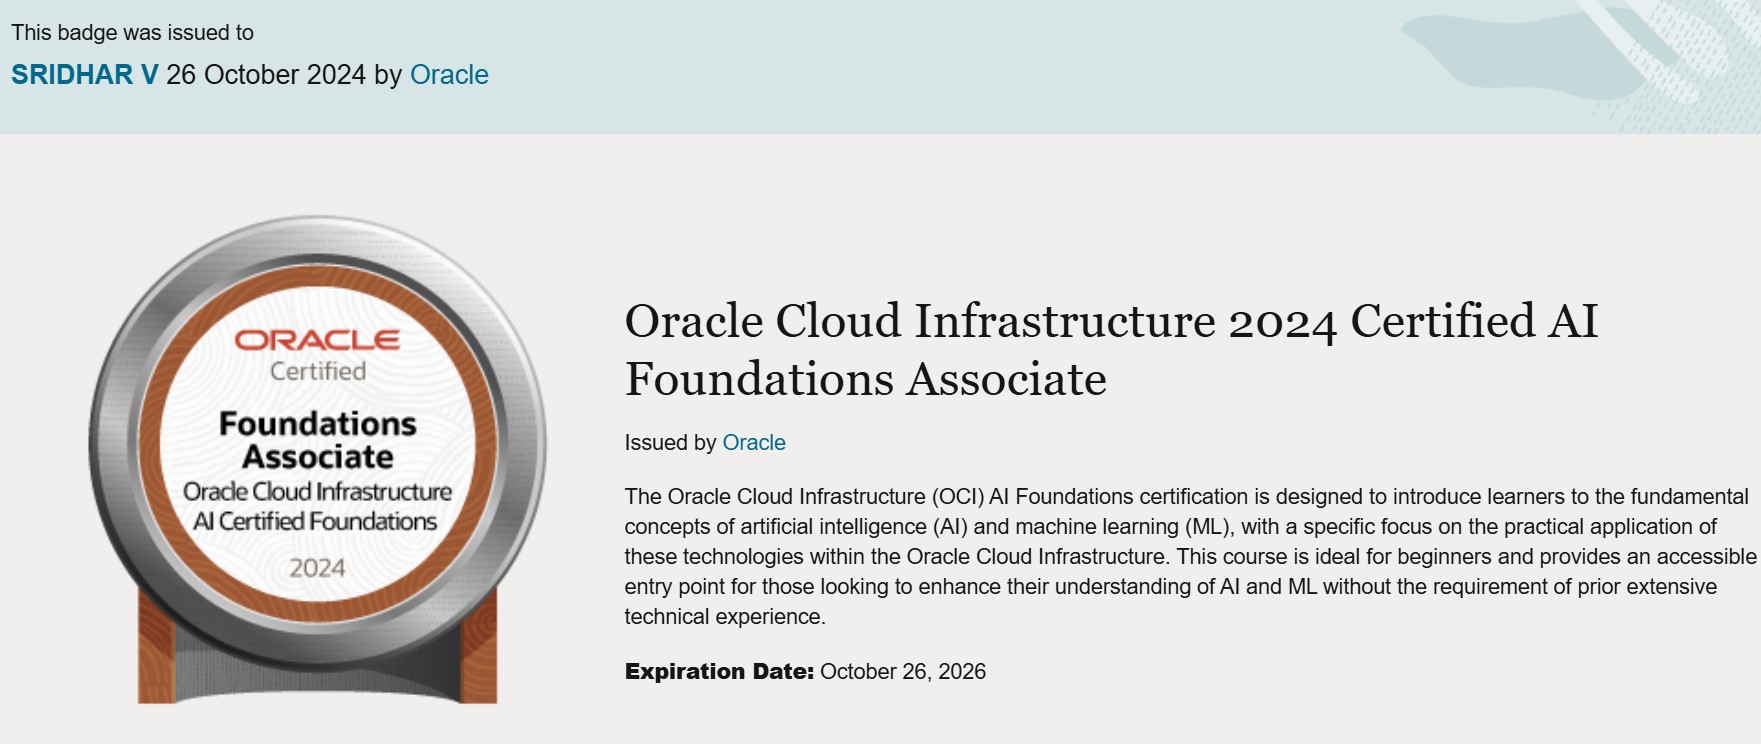 This badge was issued to
SRIDHAR V 26 October 2024 by Oracle
ORACLE
Certified
Foundations
Associate
Oracle Cloud Infrastructure
AI Certified Foundations
2024
Oracle Cloud Infrastructure 2024 Certified AI
Foundations Associate
Issued by Oracle
The Oracle Cloud Infrastructure (OCI) AI Foundations certification is designed to introduce learners to the fundamental
concepts of artificial intelligence (AI) and machine learning (ML), with a specific focus on the practical application of
these technologies within the Oracle Cloud Infrastructure. This course is ideal for beginners and provides an accessible
entry point for those looking to enhance their understanding of AI and ML without the requirement of prior extensive
technical experience.
Expiration Date: October 26, 2026